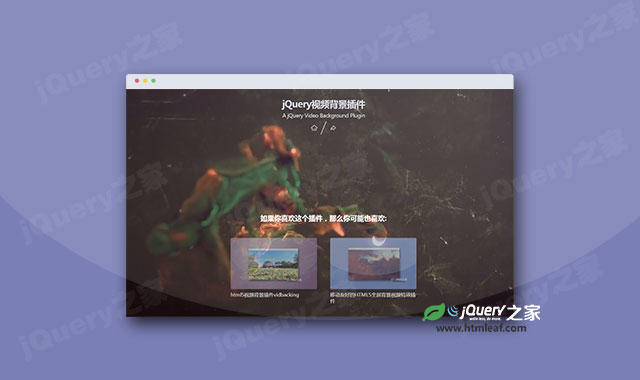 jQuery之家
jQuery之家
jQuery视频背景插件
A jQuery Video Background Plugin
jQuery之家
jQuery之家
如果你喜欢这个插件，那么你可能也喜欢:
html5视频背景插件vidbacking
移动友好的HTML5全屏背景视频特效插
件
jQuery之家
write less, do more.
www.htmleaf.com
jQuery之家
jQuery之家